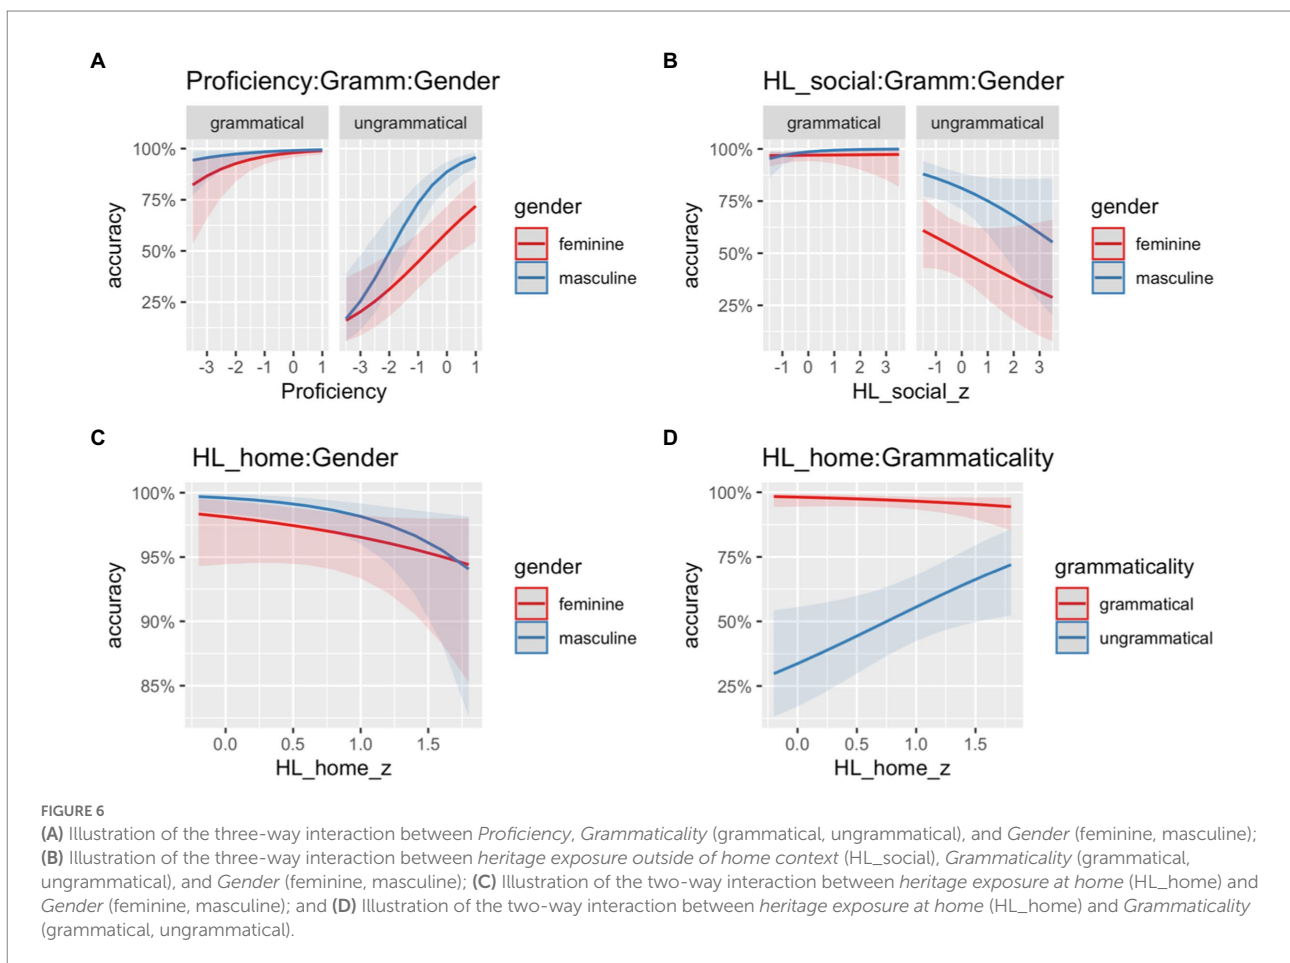 A
Proficiency:Gramm:Gender
grammatical
ungrammatical
100%
75%
50%
25%
accuracy
-3 -2 -1 0 1
-3 -2 -1 0 1
Proficiency
gender
feminine
masculine
B
HL_social:Gramm:Gender
grammatical
ungrammatical
100%
75%
50%
25%
accuracy
-1 0 1 2 3
-1 0 1 2 3
HL_social_z
gender
feminine
masculine
C
HL_home:Gender
100%
95%
90%
85%
accuracy
0.0 0.5 1.0 1.5
HL_home_z
gender
feminine
masculine
D
HL_home:Grammaticality
100%
75%
50%
25%
accuracy
0.0 0.5 1.0 1.5
HL_home_z
grammaticality
grammatical
ungrammatical
FIGURE 6
(A) Illustration of the three-way interaction between Proficiency, Grammaticality (grammatical, ungrammatical), and Gender (feminine, masculine);
(B) Illustration of the three-way interaction between heritage exposure outside of home context (HL_social), Grammaticality (grammatical,
ungrammatical), and Gender (feminine, masculine); (C) Illustration of the two-way interaction between heritage exposure at home (HL_home) and
Gender (feminine, masculine); and (D) Illustration of the two-way interaction between heritage exposure at home (HL_home) and Grammaticality
(grammatical, ungrammatical).